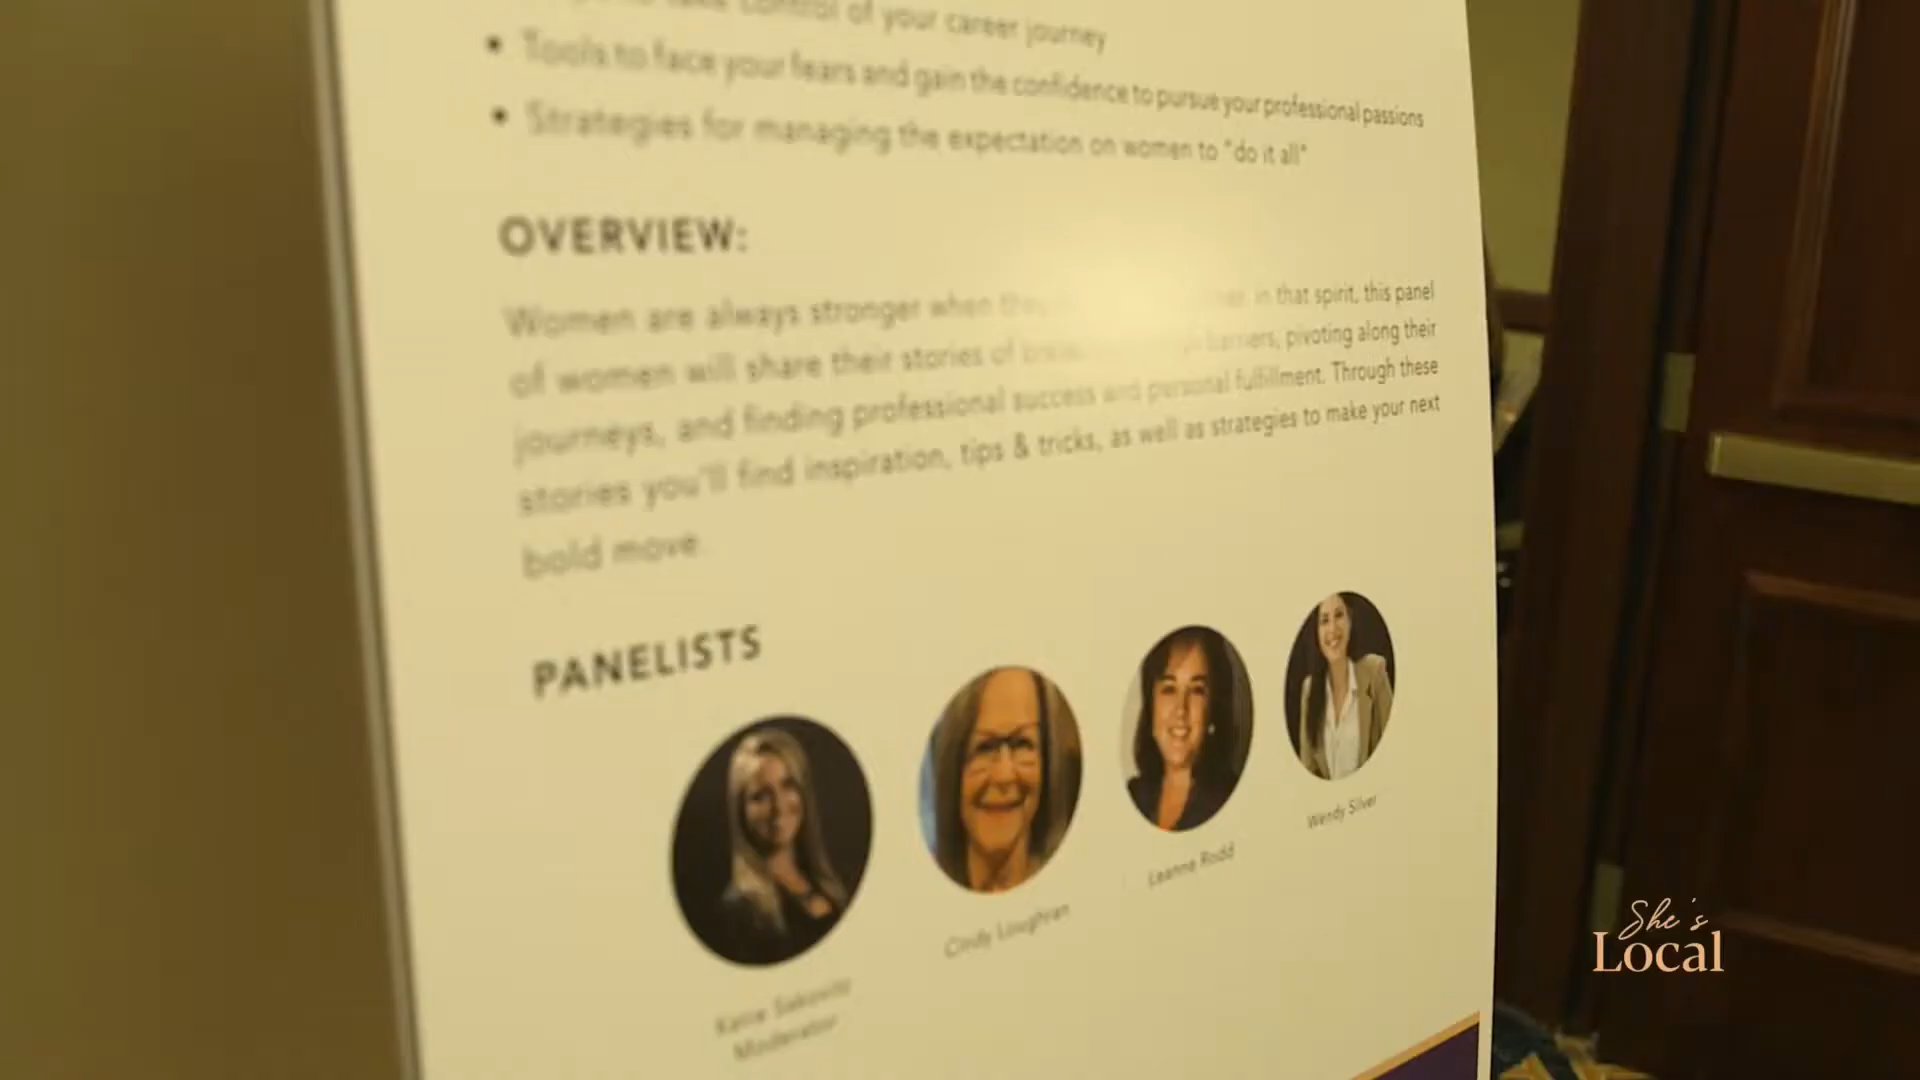 take control of your career journey
• Tools to face your fears and gain the confidence to pursue your professional passions
• Strategies for managing the expectation on women to "do it all"
OVERVIEW:
Women are always stronger when in that spirit, this panel
of women will share their stories of barriers, pivoting along their
journeys, and finding professional success and personal fulfillment. Through these
stories you'll find inspiration, tips & tricks, as well as strategies to make your next
bold move.
PANELISTS
Wendy Silver
Leanne Rodd
Cindy Loughran
Moderator
She's
Local